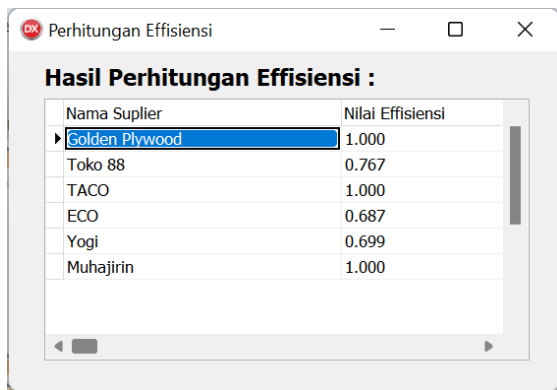 DX Perhitungan Effisiensi
Hasil Perhitungan Effisiensi :
Nama Suplier Nilai Effisiensi
Golden Plywood 1.000
Toko 88 0.767
TACO 1.000
ECO 0.687
Yogi 0.699
Muhajirin 1.000